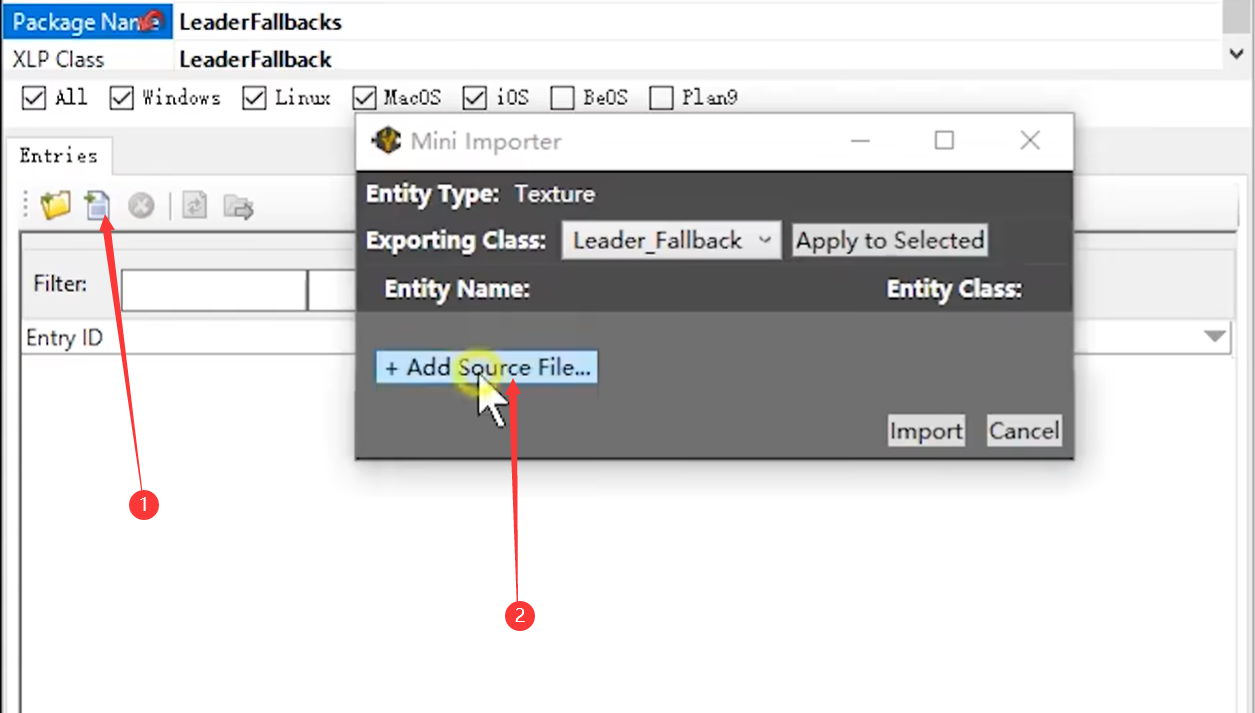 Package Name LeaderFallbacks
XLP Class LeaderFallback
All Windows Linux MacOS iOS BeOS Plan9
Mini Importer
Entries
Entity Type: Texture
Exporting Class: Leader_Fallback Apply to Selected
Entity Name: Entity Class:
Filter:
Entry ID
+ Add Source File...
Import Cancel
1
2